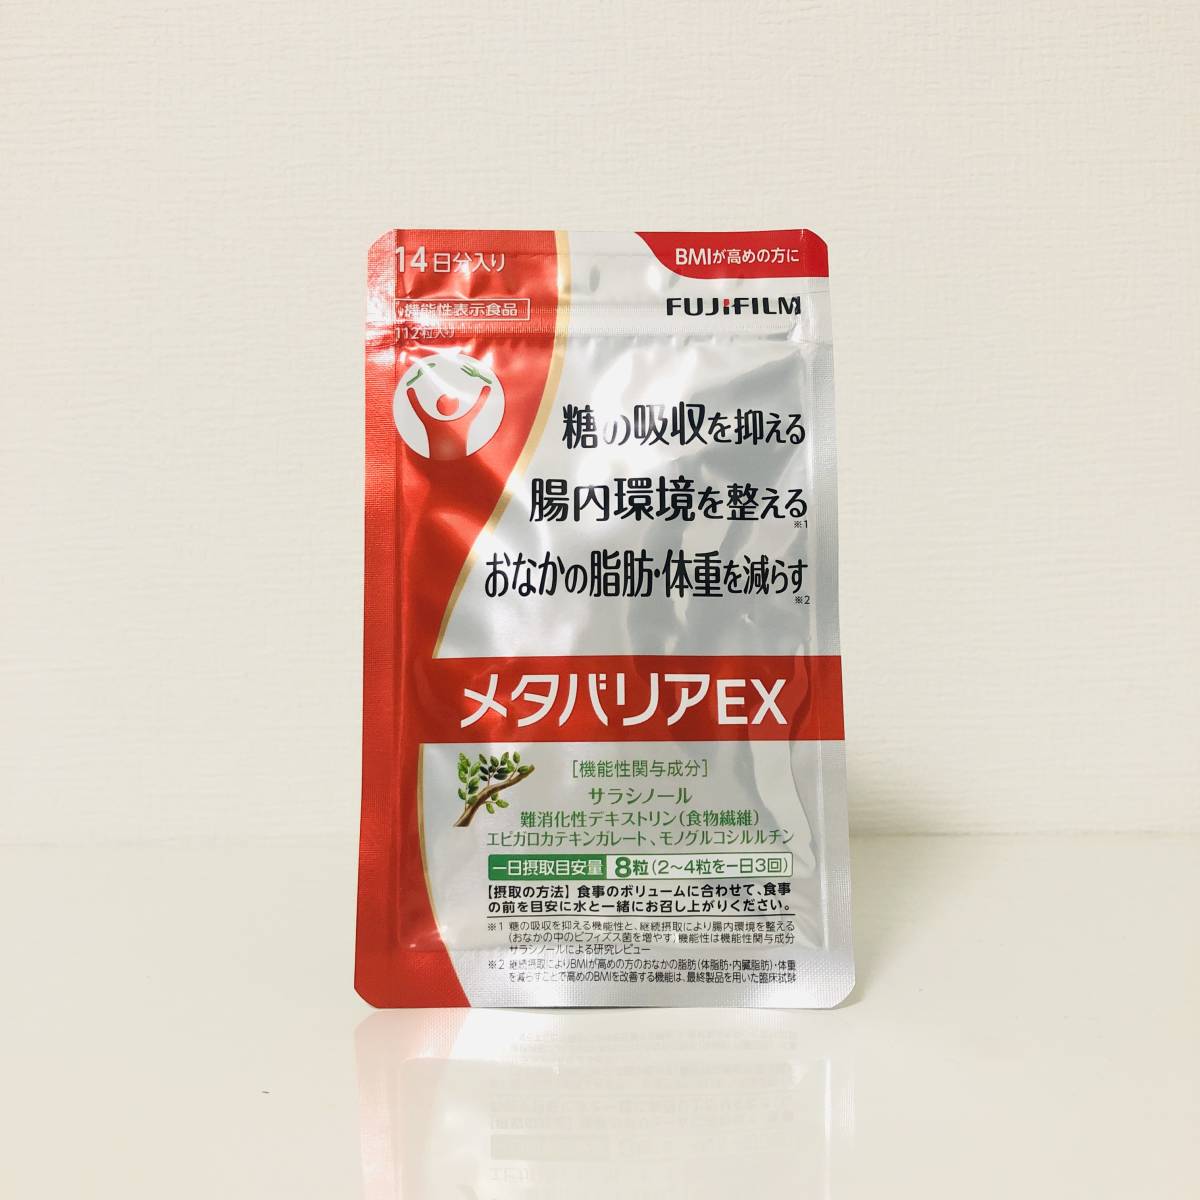 14日分入り
BMIが高めの方に
機能性表示食品
112粒入り
FUJIFILM
糖の吸収を抑える
腸内環境を整える※1
おなかの脂肪・体重を減らす※2
メタバリアEX
[機能性関与成分]
サラシノール
難消化性デキストリン(食物繊維)
エピガロカテキンガレート、モノグルコシルルチン
一日摂取目安量 8粒(2〜4粒を一日3回)
【摂取の方法】食事のボリュームに合わせて、食事
の前を目安に水と一緒にお召し上がりください。
※1 糖の吸収を抑える機能性と、継続摂取により腸内環境を整える
(おなかの中のビフィズス菌を増やす)機能性は機能性関与成分
サラシノールによる研究レビュー
※2 継続摂取によりBMIが高めの方のおなかの脂肪(体脂肪・内臓脂肪)・体重
を減らすことで高めのBMIを改善する機能は、最終製品を用いた臨床試験